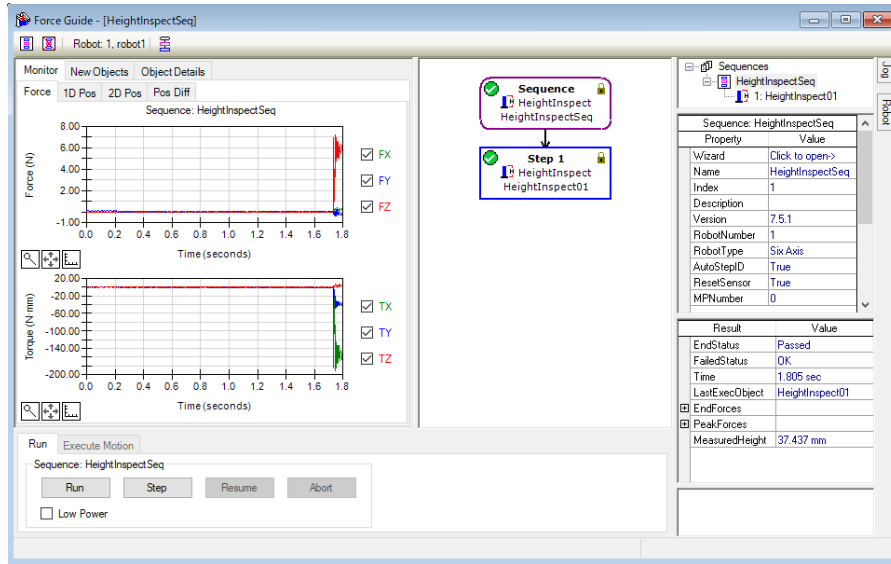 Force Guide - [HeightInspectSeq]
Robot: 1, robot1
Monitor New Objects Object Details
Force 1D Pos 2D Pos Pos Diff
Sequence: HeightInspectSeq
8.00
6.00
4.00
2.00
-1.00
Force (N)
0.0 0.2 0.4 0.6 0.8 1.0 1.2 1.4 1.6 1.8
Time (seconds)
FX
FY
FZ
20.00
-20.00
-60.00
-100.00
-140.00
-200.00
Torque (N·mm)
0.0 0.2 0.4 0.6 0.8 1.0 1.2 1.4 1.6 1.8
Time (seconds)
TX
TY
TZ
Sequence
HeightInspect
HeightInspectSeq
Step 1
HeightInspect
HeightInspect01
Sequences
HeightInspectSeq
1: HeightInspect01
Jog
Robot
Sequence: HeightInspectSeq
Property Value
Wizard Click to open->
Name HeightInspectSeq
Index 1
Description
Version 7.5.1
RobotNumber 1
RobotType Six Axis
AutoStepID True
ResetSensor True
MPNumber 0
Result Value
EndStatus Passed
FailedStatus OK
Time 1.805 sec
LastExecObject HeightInspect01
EndForces
PeakForces
MeasuredHeight 37.437 mm
Run Execute Motion
Sequence: HeightInspectSeq
Run Step Resume Abort
Low Power